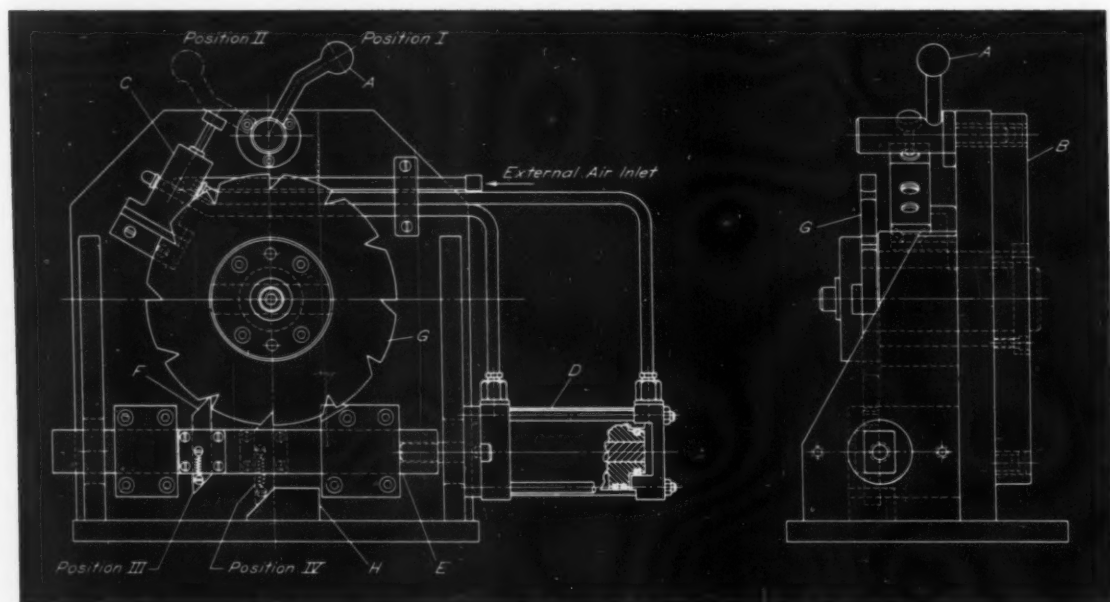 Position II
Position I
A
C
External Air Inlet
G
F
D
Position III
Position IV
H
E
A
B
G